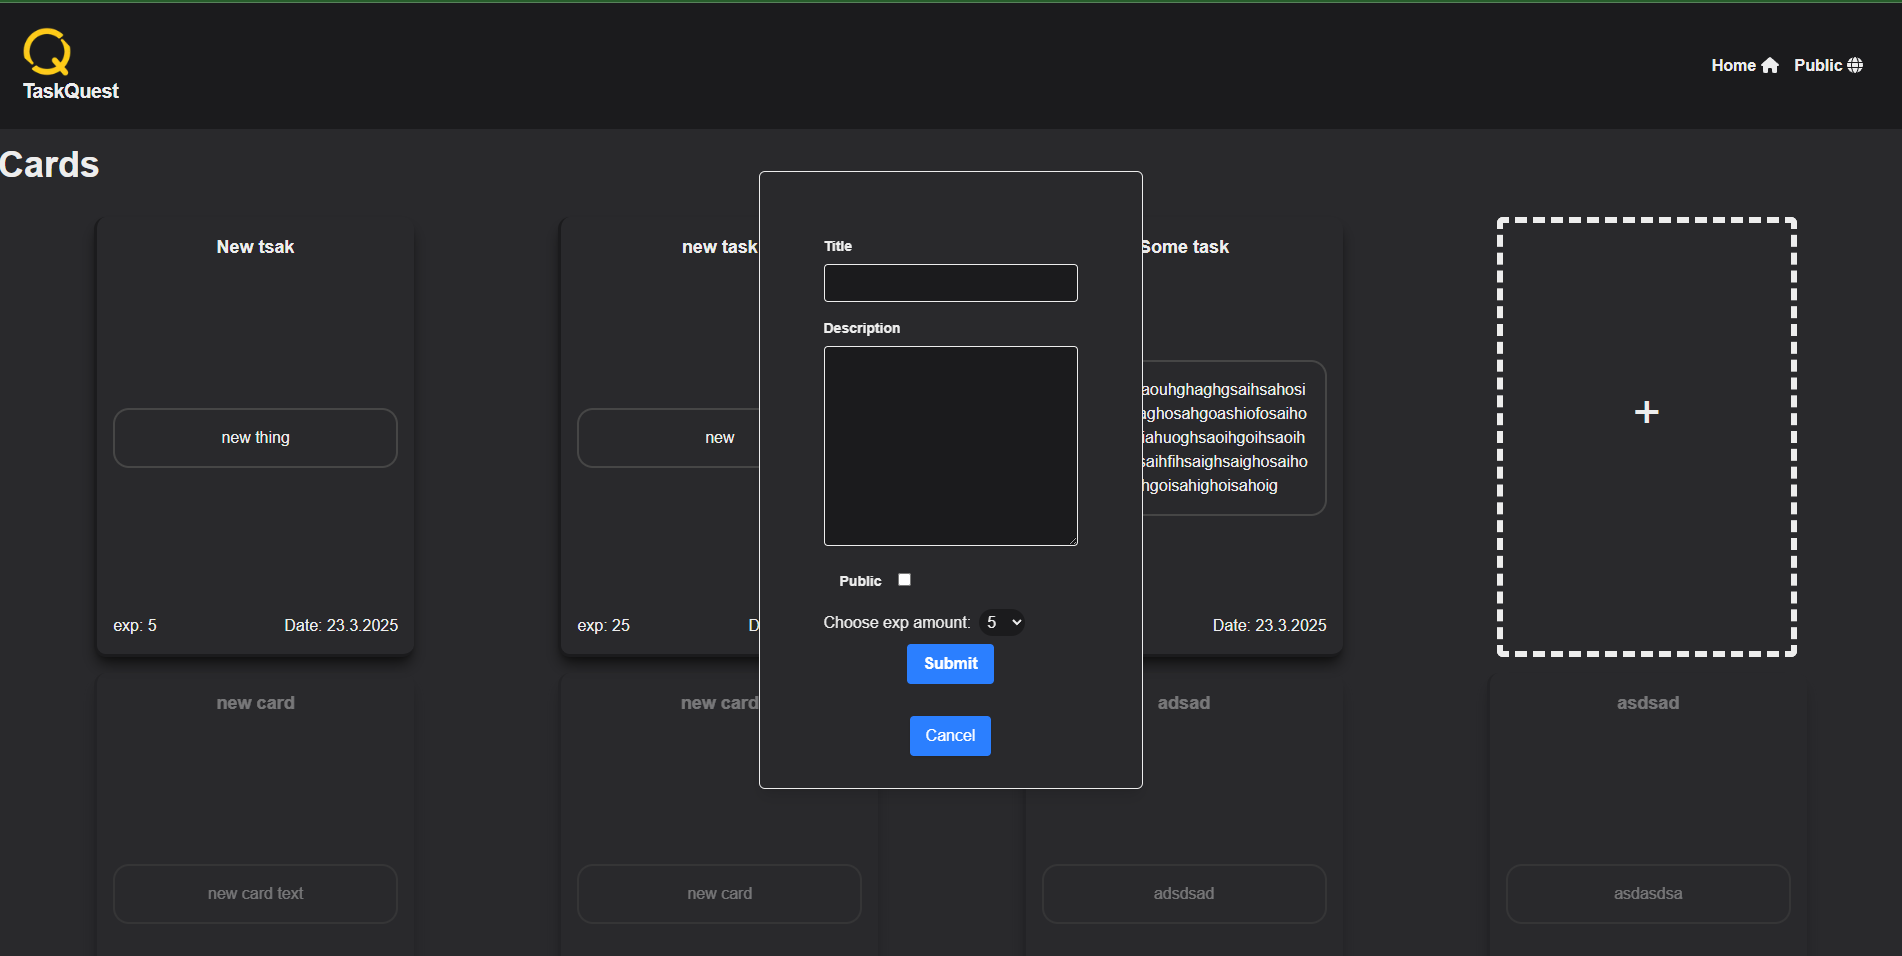 TaskQuest
Home
Public
Cards
New tsak
new thing
exp: 5
Date: 23.3.2025
new task
new
exp: 25
Title
Description
Public
Choose exp amount: 5
Submit
Cancel
Some task
aouhghaghgsaihsahosi
aghosahgoashiofosaiho
iahuoghsaoihgoihsaoih
saihfihsaighsaighosaiho
hgoisahighoisahoig
Date: 23.3.2025
+
new card
new card text
new card
new card
adsad
adsdsad
asdsad
asdasdsa